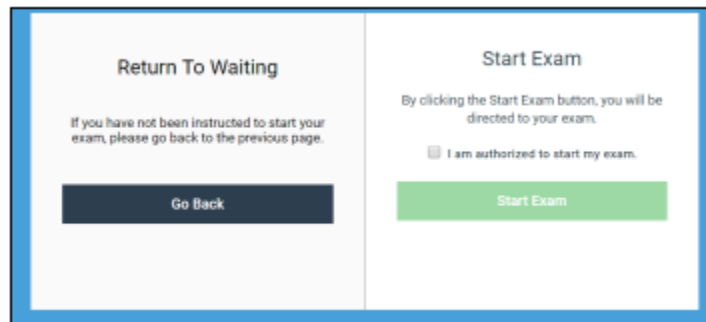 Return To Waiting
If you have not been instructed to start your
exam, please go back to the previous page.
Go Back
Start Exam
By clicking the Start Exam button, you will be
directed to your exam.
I am authorized to start my exam.
Start Exam